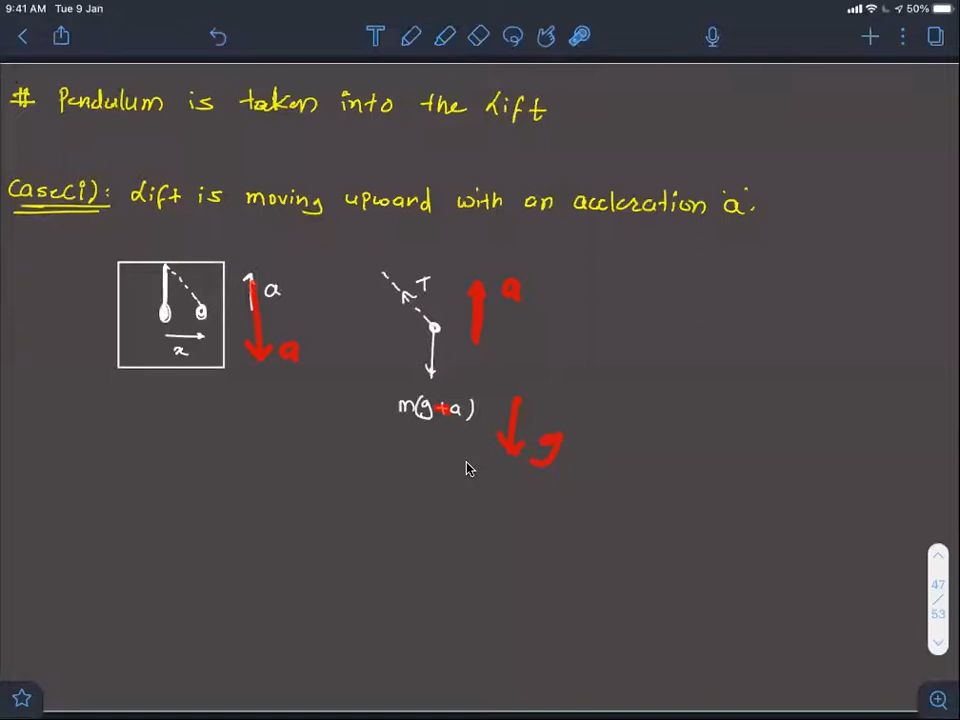 9:41 AM Tue 9 Jan
50%
# Pendulum is taken into the Lift
Case(i): Lift is moving upward with an accleration 'a'.
a
T
a
a
x
m(g+a)
g
47
/
53